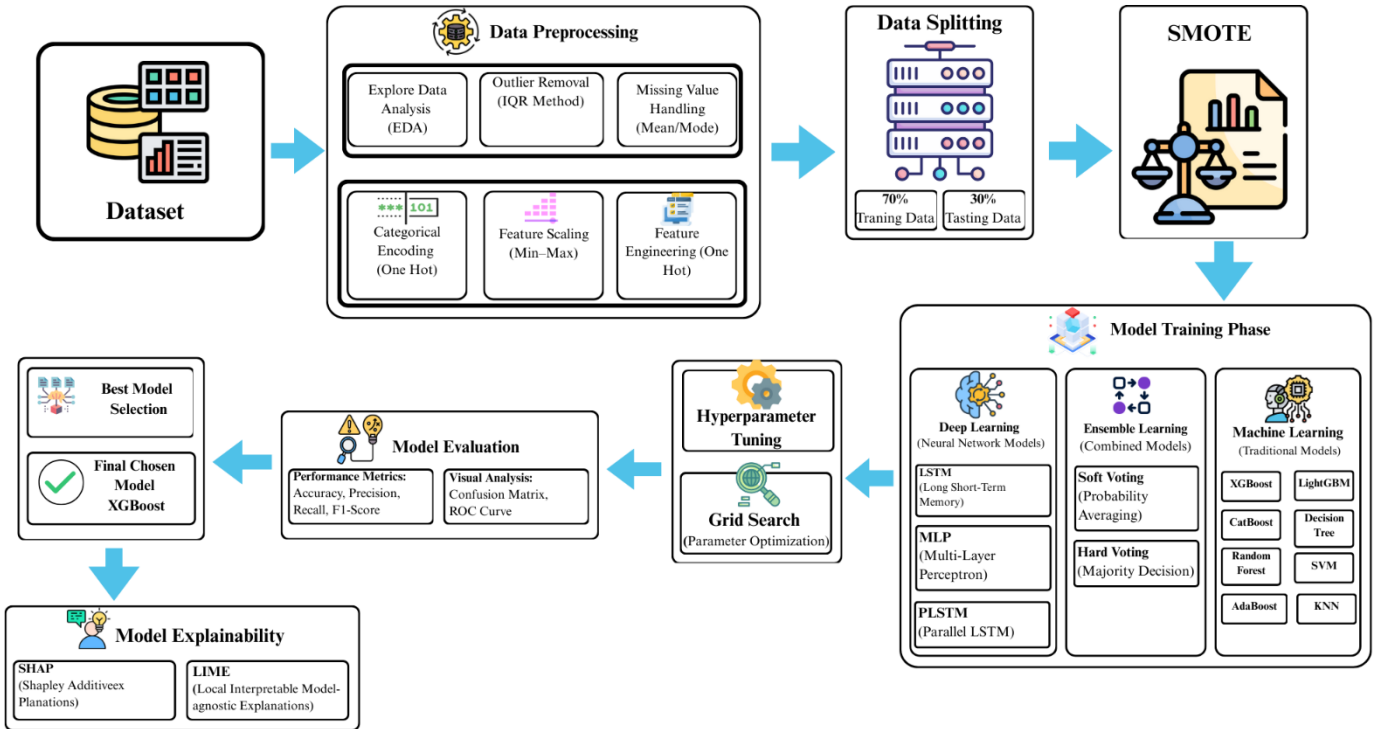 Dataset
Data Preprocessing
Explore Data
Analysis
(EDA)
Outlier Removal
(IQR Method)
Missing Value
Handling
(Mean/Mode)
*** 101
Categorical
Encoding
(One Hot)
Feature Scaling
(Min–Max)
Feature
Engineering (One
Hot)
Data Splitting
70%
Traning Data
30%
Tasting Data
SMOTE
Model Training Phase
Deep Learning
(Neural Network Models)
LSTM
(Long Short-Term
Memory)
MLP
(Multi-Layer
Perceptron)
PLSTM
(Parallel LSTM)
Ensemble Learning
(Combined Models)
Soft Voting
(Probability
Averaging)
Hard Voting
(Majority Decision)
Machine Learning
(Traditional Models)
XGBoost
LightGBM
CatBoost
Decision
Tree
Random
Forest
SVM
AdaBoost
KNN
Hyperparameter
Tuning
Grid Search
(Parameter Optimization)
Model Evaluation
Performance Metrics:
Accuracy, Precision,
Recall, F1-Score
Visual Analysis:
Confusion Matrix,
ROC Curve
Best Model
Selection
Final Chosen
Model
XGBoost
Model Explainability
SHAP
(Shapley Additiveex
Planations)
LIME
(Local Interpretable Model-
agnostic Explanations)